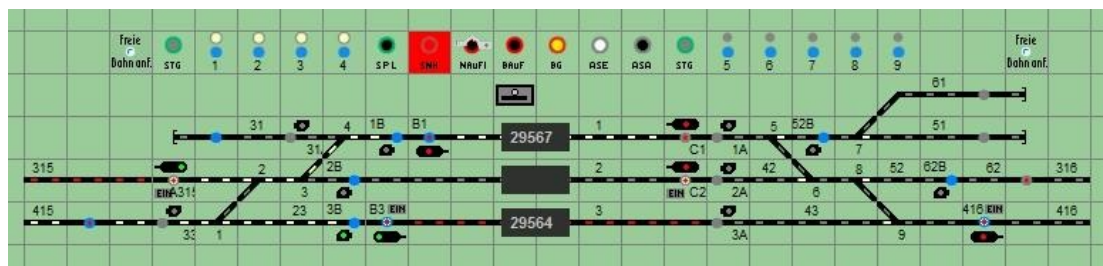 Freie Freie
Bahn anf. STG 1 2 3 4 SPL SNA NAuFI BAuF BG ASE ASA STG 5 6 7 8 9 Bahn anf.
61
31 4 1B B1 29567 1 5 52B 51
31 C1 1A 7
315 2 2B 2 42 8 52 62B 62 316
EIN A315 3 EIN C2 2A 6
415 23 3B B3 EIN 29564 3 43 416 EIN 416
33 1 3A 9